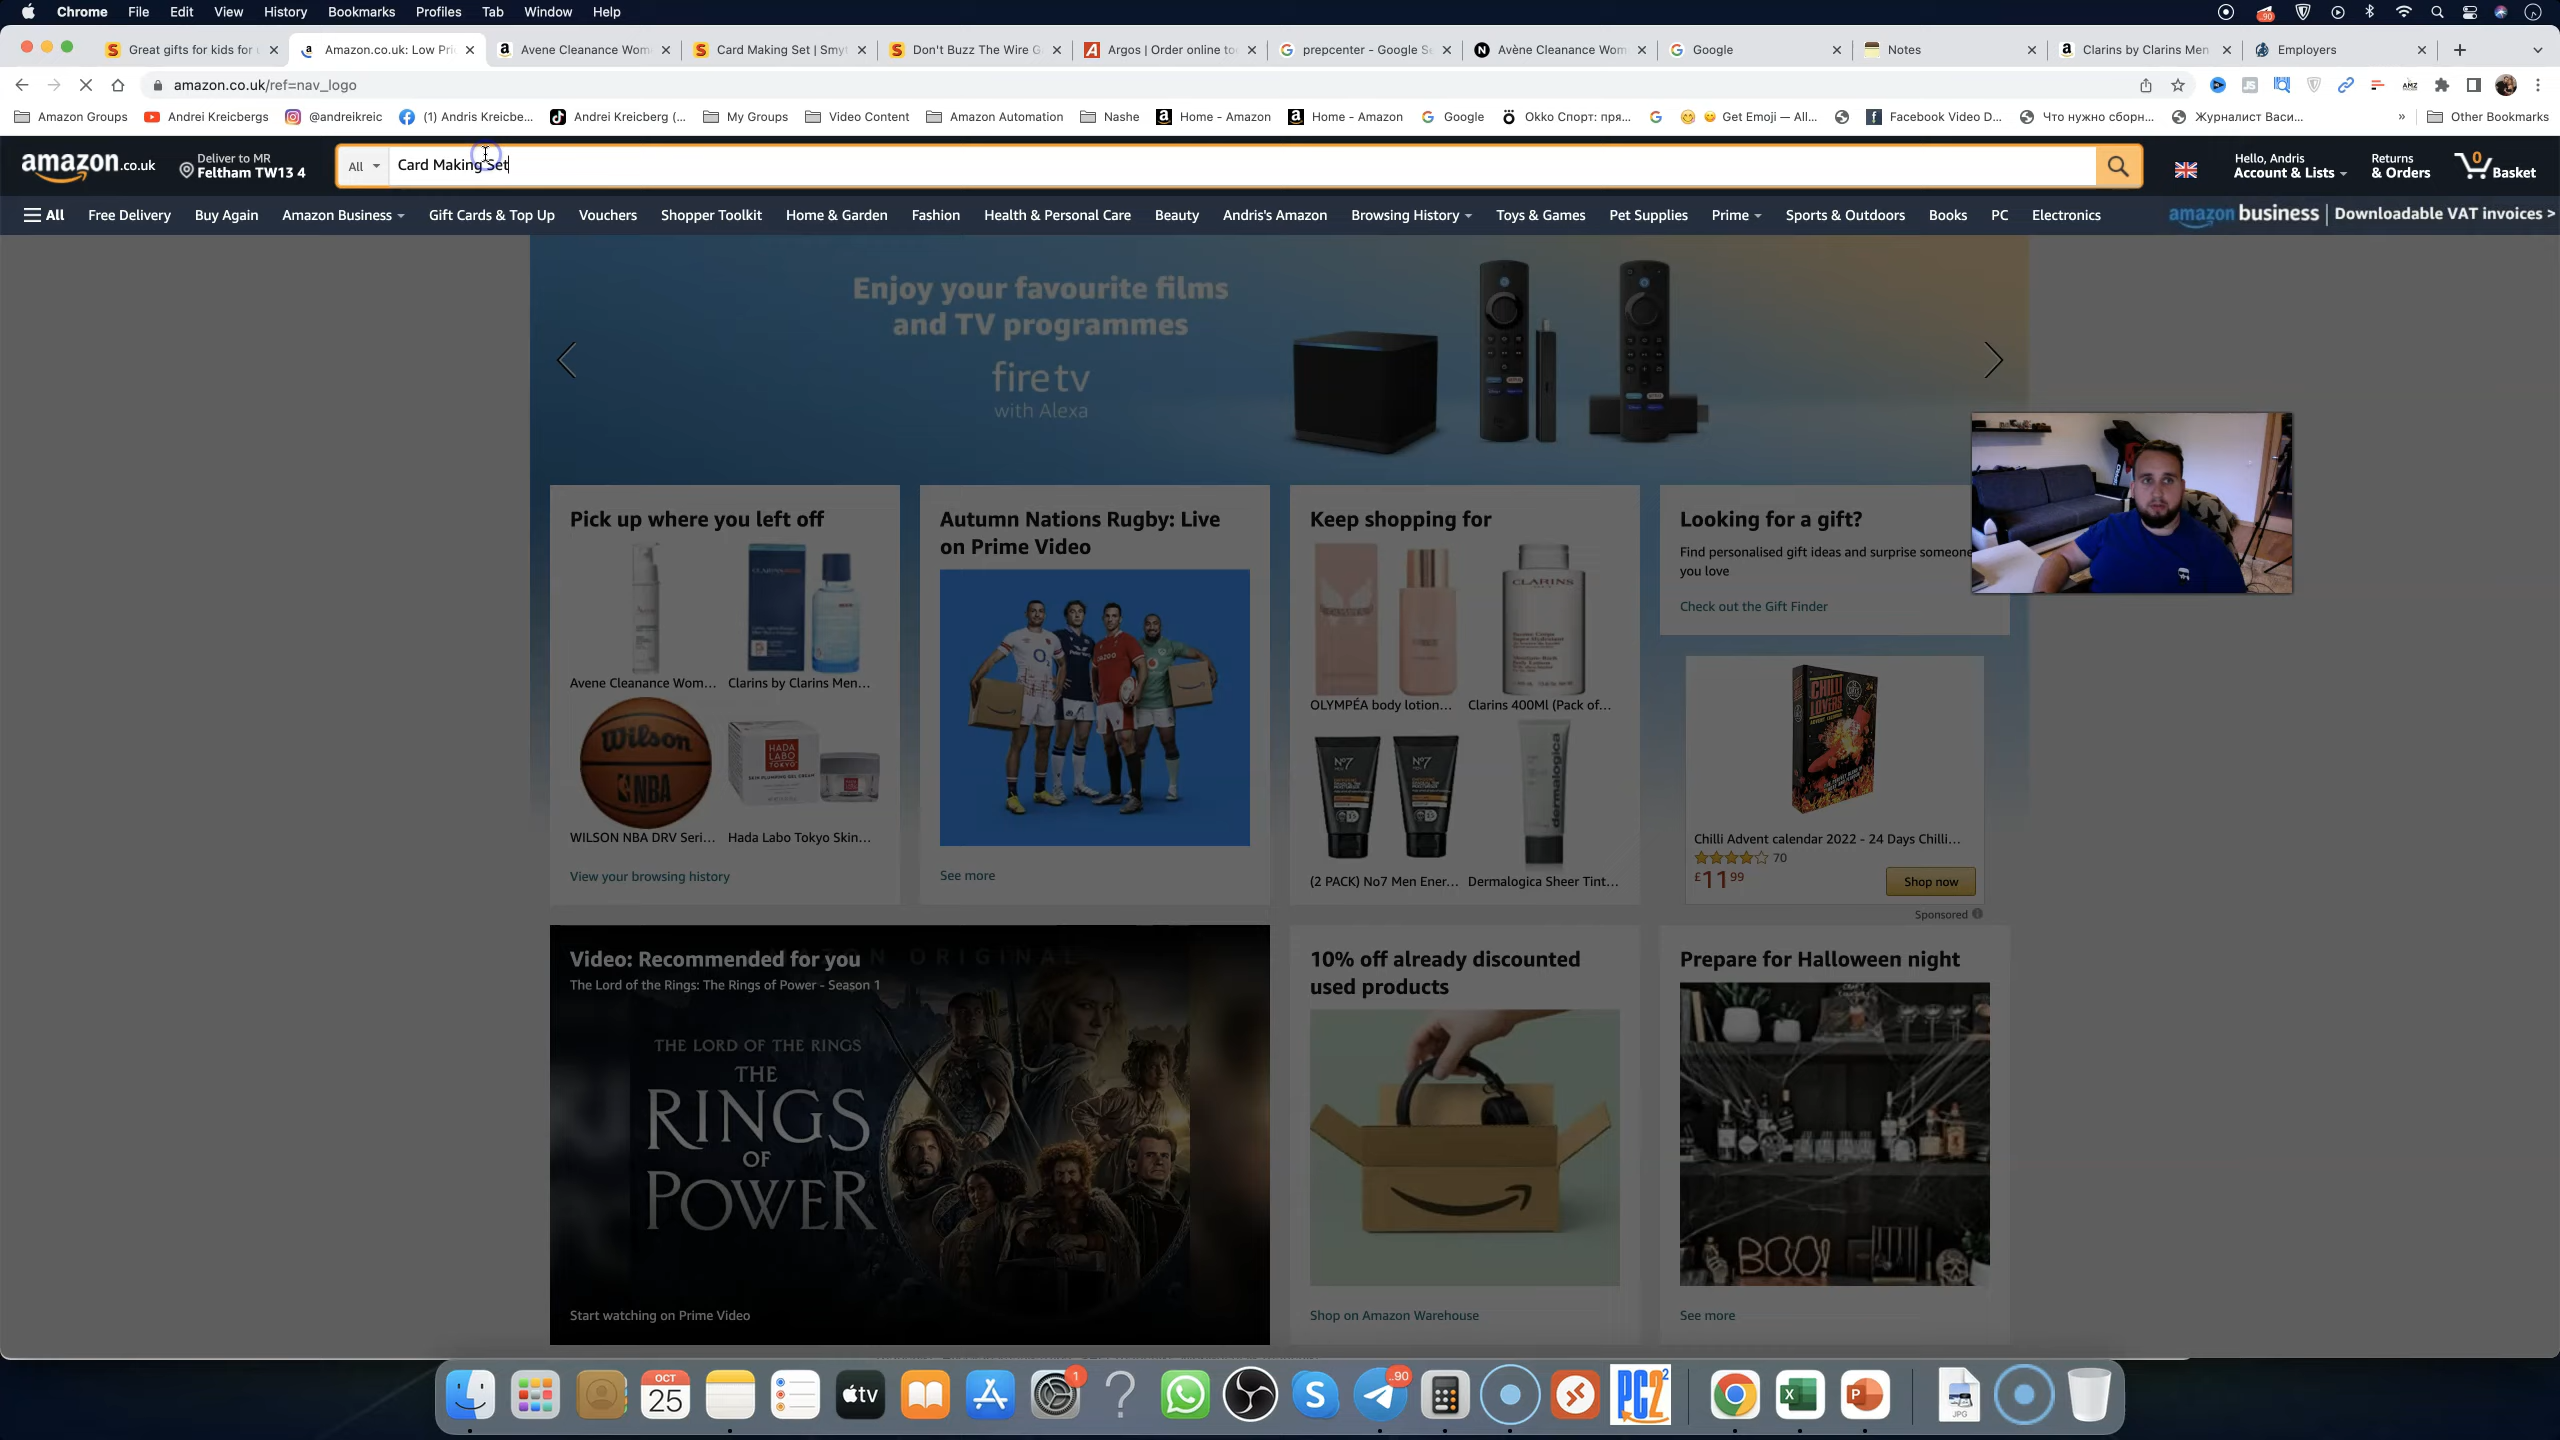 Chrome File Edit View History Bookmarks Profiles Tab Window Help
Great gifts for kids for
Amazon.co.uk: Low Pri
Avene Cleanance Wom
Card Making Set | Smy
Don't Buzz The Wire G
Argos | Order online to
prepcenter - Google Se
Avène Cleanance Wom
Google
Notes
Clarins by Clarins Men
Employers
amazon.co.uk/ref=nav_logo
Amazon Groups
Andrei Kreicbergs
@andreikreic
(1) Andris Kreicbe...
Andrei Kreicberg (...
My Groups
Video Content
Amazon Automation
Nashe
Home - Amazon
Home - Amazon
Google
Okko Спорт: пря...
Get Emoji — All...
Facebook Video D...
Что нужно сборн...
Журналист Васи...
»
Other Bookmarks
amazon.co.uk
Deliver to MR
Feltham TW13 4
All
Card Making Set
Hello, Andris
Account & Lists
Returns
& Orders
0
Basket
All Free Delivery Buy Again Amazon Business Gift Cards & Top Up Vouchers Shopper Toolkit Home & Garden Fashion Health & Personal Care Beauty Andris's Amazon Browsing History Toys & Games Pet Supplies Prime Sports & Outdoors Books PC Electronics
amazon business | Downloadable VAT invoices >
Enjoy your favourite films
and TV programmes
fire tv
with Alexa
Pick up where you left off
Avene Cleanance Wom...
Clarins by Clarins Men...
Wilson
NBA
HADA LABO TOKYO
WILSON NBA DRV Seri...
Hada Labo Tokyo Skin...
View your browsing history
Autumn Nations Rugby: Live
on Prime Video
See more
Keep shopping for
CLARINS
OLYMPÉA body lotion...
Clarins 400Ml (Pack of...
No7
No7
dermalogica
(2 PACK) No7 Men Ener...
Dermalogica Sheer Tint...
Looking for a gift?
Find personalised gift ideas and surprise someone
you love
Check out the Gift Finder
CHILLI
LOVERS
Chilli Advent calendar 2022 - 24 Days Chilli...
70
£11 99
Shop now
Sponsored
Video: Recommended for you
ORIGINAL
The Lord of the Rings: The Rings of Power - Season 1
THE LORD OF THE RINGS
THE
RINGS
OF
POWER
Start watching on Prime Video
10% off already discounted
used products
Shop on Amazon Warehouse
Prepare for Halloween night
BOO!
See more
OCT
25
tv
1
..90
PC2
JPG